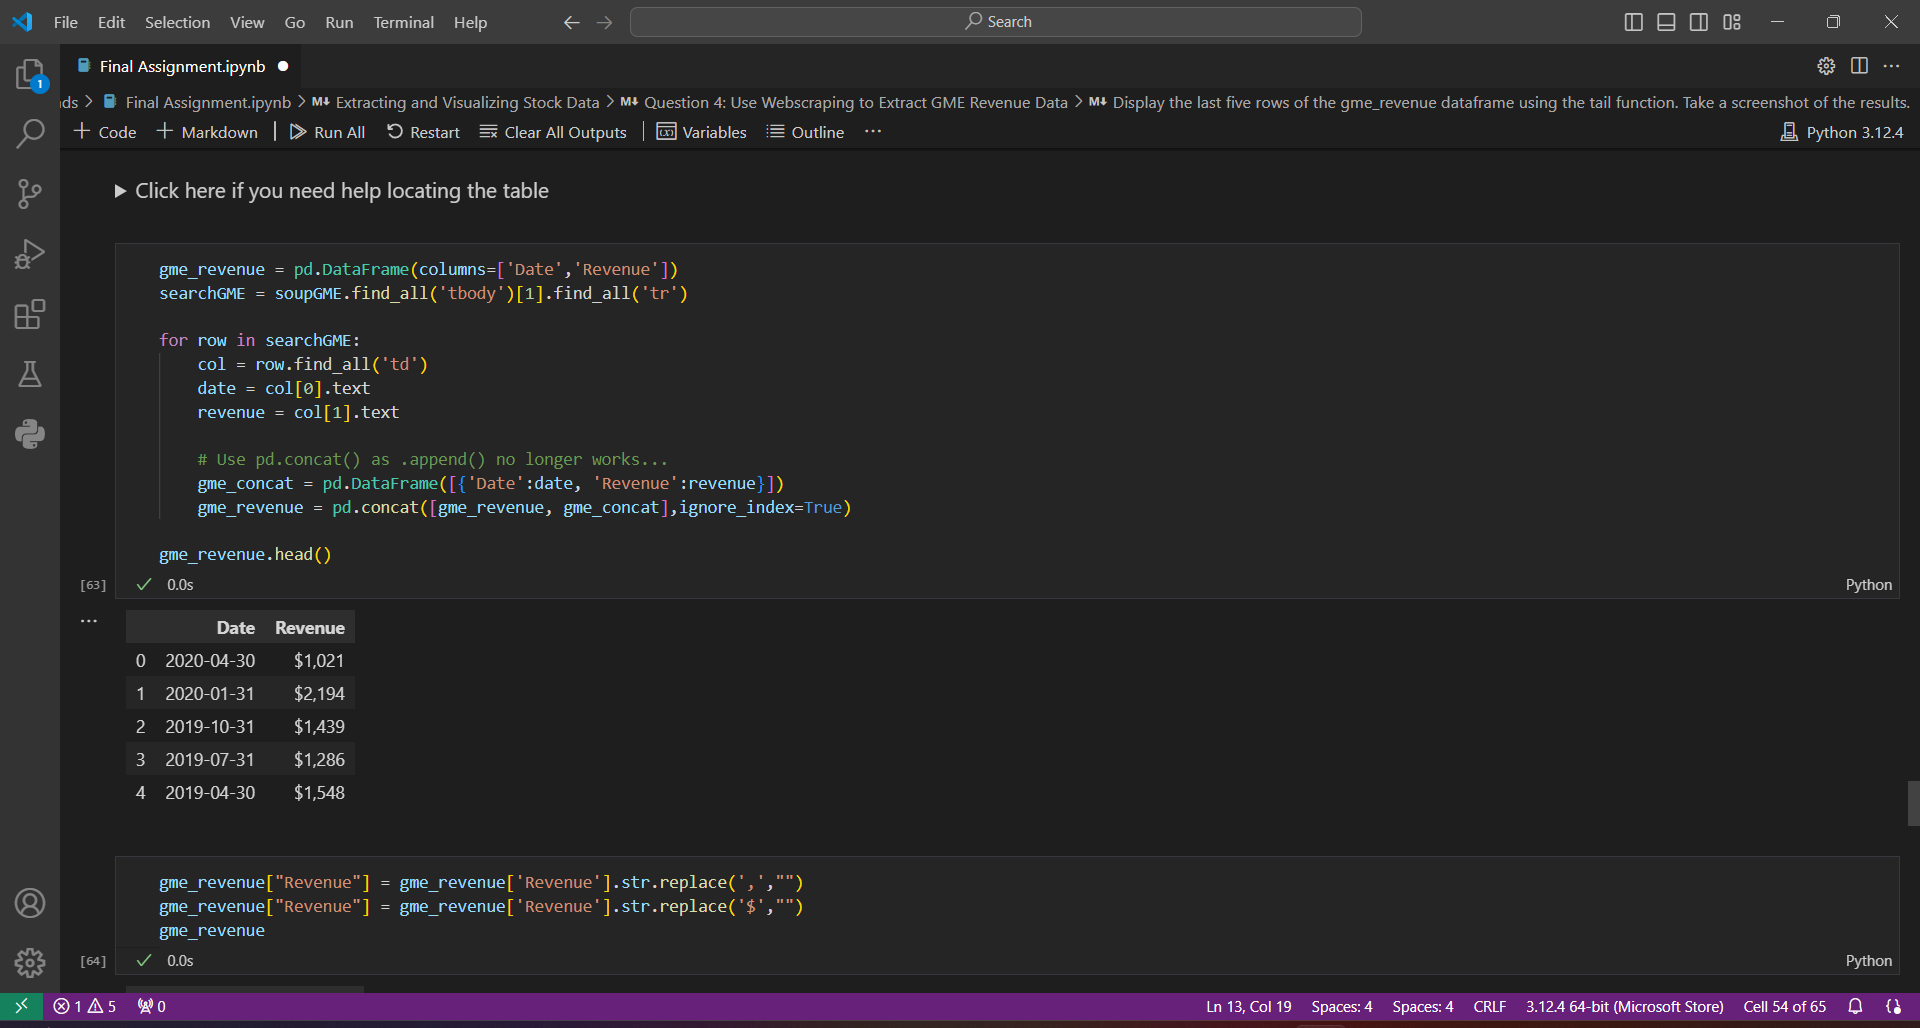 File Edit Selection View Go Run Terminal Help
Search
Final Assignment.ipynb
1
ds > Final Assignment.ipynb > M↓ Extracting and Visualizing Stock Data > M↓ Question 4: Use Webscraping to Extract GME Revenue Data > M↓ Display the last five rows of the gme_revenue dataframe using the tail function. Take a screenshot of the results.
+ Code + Markdown | Run All Restart Clear All Outputs | Variables Outline ... Python 3.12.4
Click here if you need help locating the table
gme_revenue = pd.DataFrame(columns=['Date','Revenue'])
searchGME = soupGME.find_all('tbody')[1].find_all('tr')
for row in searchGME:
    col = row.find_all('td')
    date = col[0].text
    revenue = col[1].text
    # Use pd.concat() as .append() no longer works...
    gme_concat = pd.DataFrame([{'Date':date, 'Revenue':revenue}])
    gme_revenue = pd.concat([gme_revenue, gme_concat],ignore_index=True)
gme_revenue.head()
[63] ✓ 0.0s Python
...
Date Revenue
0 2020-04-30 $1,021
1 2020-01-31 $2,194
2 2019-10-31 $1,439
3 2019-07-31 $1,286
4 2019-04-30 $1,548
gme_revenue["Revenue"] = gme_revenue['Revenue'].str.replace(',',"")
gme_revenue["Revenue"] = gme_revenue['Revenue'].str.replace('$',"")
gme_revenue
[64] ✓ 0.0s Python
1 5 0 Ln 13, Col 19 Spaces: 4 Spaces: 4 CRLF 3.12.4 64-bit (Microsoft Store) Cell 54 of 65